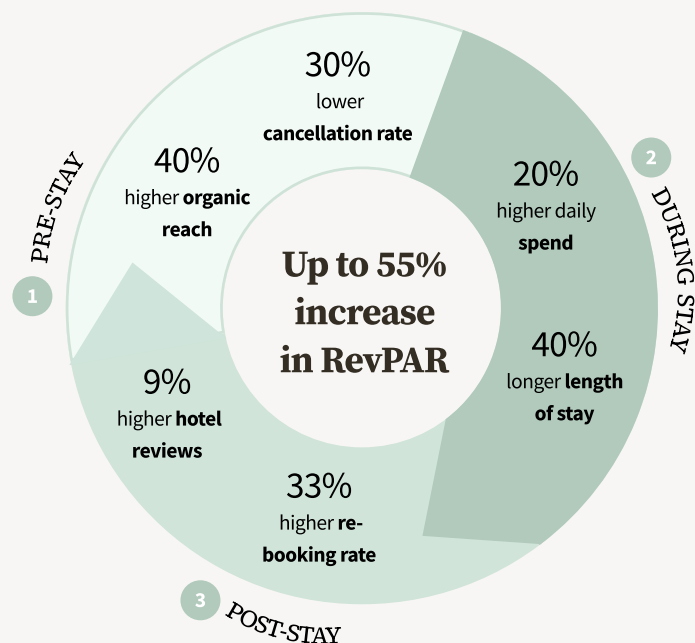 30%
lower
cancellation rate
40%
higher organic
reach
PRE-STAY
1
2
DURING STAY
20%
higher daily
spend
40%
longer length
of stay
Up to 55%
increase
in RevPAR
9%
higher hotel
reviews
33%
higher re-
booking rate
3
POST-STAY